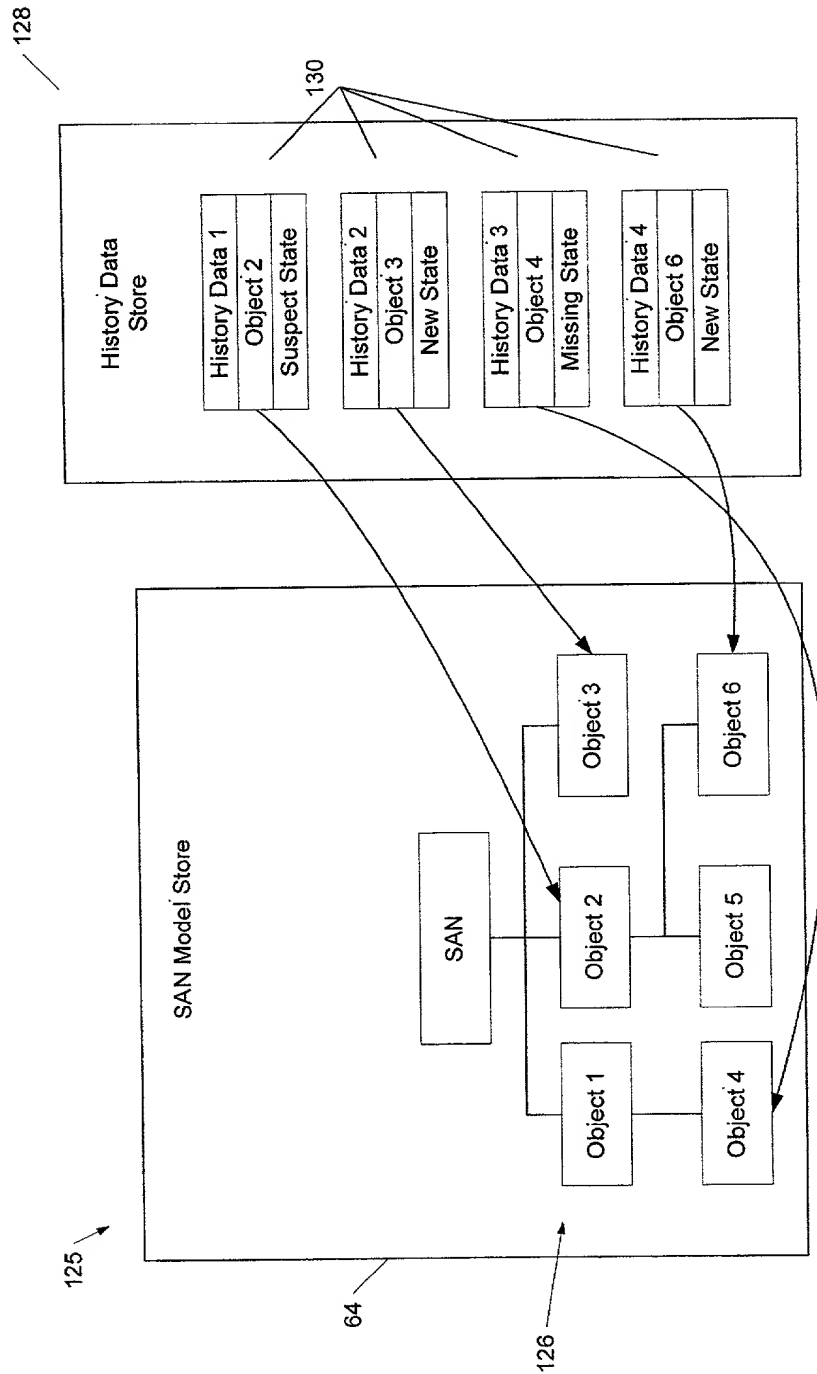 125
SAN Model Store
64
SAN
Object 1
Object 2
Object 3
Object 4
Object 5
Object 6
126
128
History Data
Store
130
History Data 1
Object 2
Suspect State
History Data 2
Object 3
New State
History Data 3
Object 4
Missing State
History Data 4
Object 6
New State